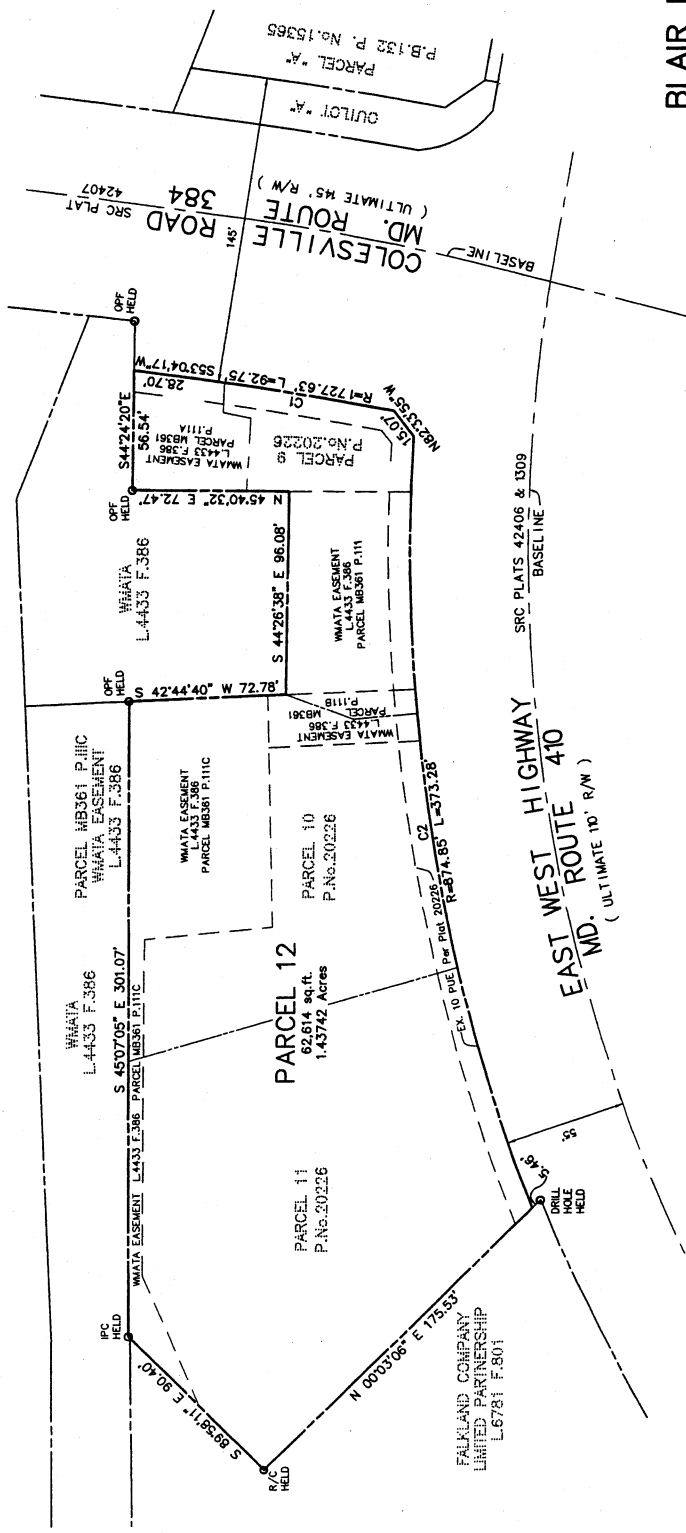 BLAIR
P.B.132 P. No.15365
PARCEL "A"
OUTLOT "A"
COLESVILLE ROAD
MD. ROUTE 384
( ULTIMATE 145' R/W )
SRC PLAT 42407
145'
BASELINE
OPF HELD
S44°24'20"E
56.54'
28.70'
S53°04'17"W
R=1727.63' L=92.75'
C1
N82°33'55"W
15.07'
WMATA EASEMENT
L.4433 F.386
PARCEL MB361
P.111A
PARCEL 9
P.No.20226
OPF HELD
N 45°40'32" E 72.47'
WMATA
L.4433 F.386
S 44°26'38" E 96.08'
WMATA EASEMENT
L.4433 F.386
PARCEL MB361 P.111
OPF HELD
S 42°44'40" W 72.78'
WMATA EASEMENT
L.4433 F.386
PARCEL MB361
P.111B
PARCEL MB361 P.111C
WMATA EASEMENT
L.4433 F.386
WMATA EASEMENT
L.4433 F.386
PARCEL MB361 P.111C
PARCEL 10
P.No.20226
WMATA
L.4433 F.386
S 45°07'05" E 301.07'
WMATA EASEMENT L.4433 F.386 PARCEL MB361 P.111C
PARCEL 12
62,614 sq.ft.
1.43742 Acres
PARCEL 11
P.No.20226
C2
R=874.85' L=373.28'
EX. 10 PUE Per Plat 20226
SRC PLATS 42406 & 1309
BASELINE
EAST WEST HIGHWAY
MD. ROUTE 410
( ULTIMATE 110' R/W )
55'
5.46'
DRILL HOLE HELD
IPC HELD
S 89°58'11" E 90.40'
R/C HELD
N 00°03'06" E 175.53'
FALKLAND COMPANY
LIMITED PARTNERSHIP
L.6781 F.801